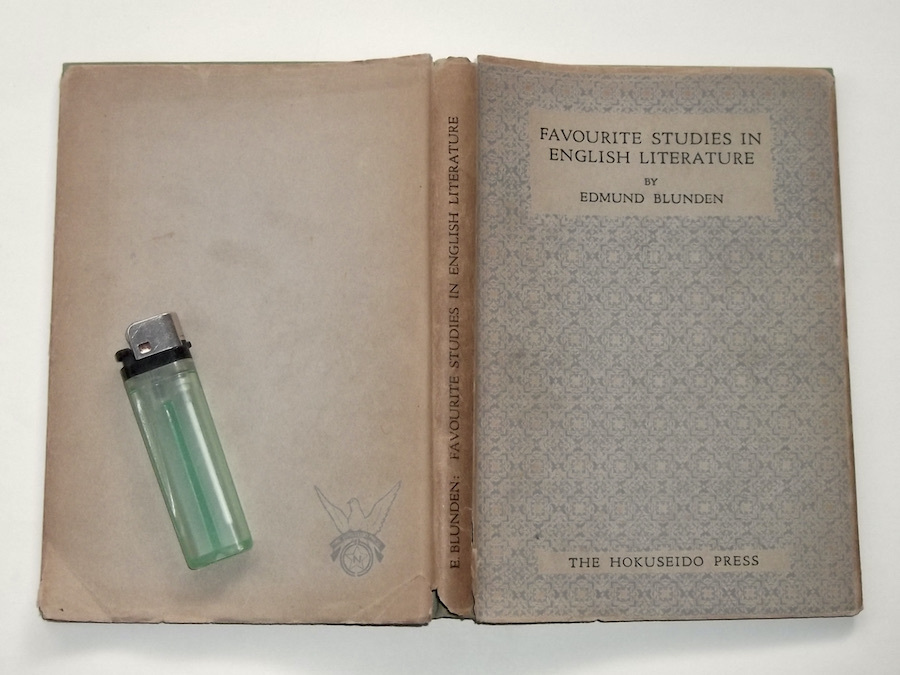 E. BLUNDEN: FAVOURITE STUDIES IN ENGLISH LITERATURE
FAVOURITE STUDIES IN
ENGLISH LITERATURE
BY
EDMUND BLUNDEN
THE HOKUSEIDO PRESS